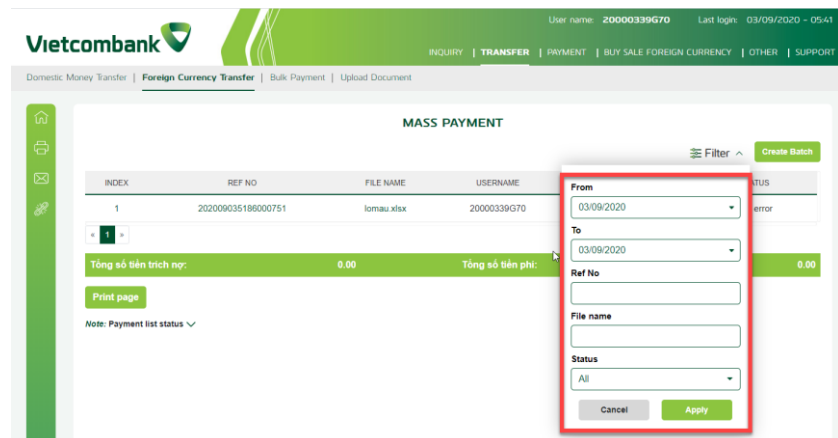 User name: 20000339G70 Last login: 03/09/2020 - 05:41
Vietcombank
INQUIRY | TRANSFER | PAYMENT | BUY SALE FOREIGN CURRENCY | OTHER | SUPPORT
Domestic Money Transfer | Foreign Currency Transfer | Bulk Payment | Upload Document
MASS PAYMENT
Filter Create Batch
INDEX REF NO FILE NAME USERNAME ATUS
1 202009035186000751 lomau.xlsx 20000339G70 error
« 1 »
Tổng số tiền trích nợ: 0.00 Tổng số tiền phí: 0.00
Print page
Note: Payment list status
From
03/09/2020
To
03/09/2020
Ref No
File name
Status
All
Cancel Apply